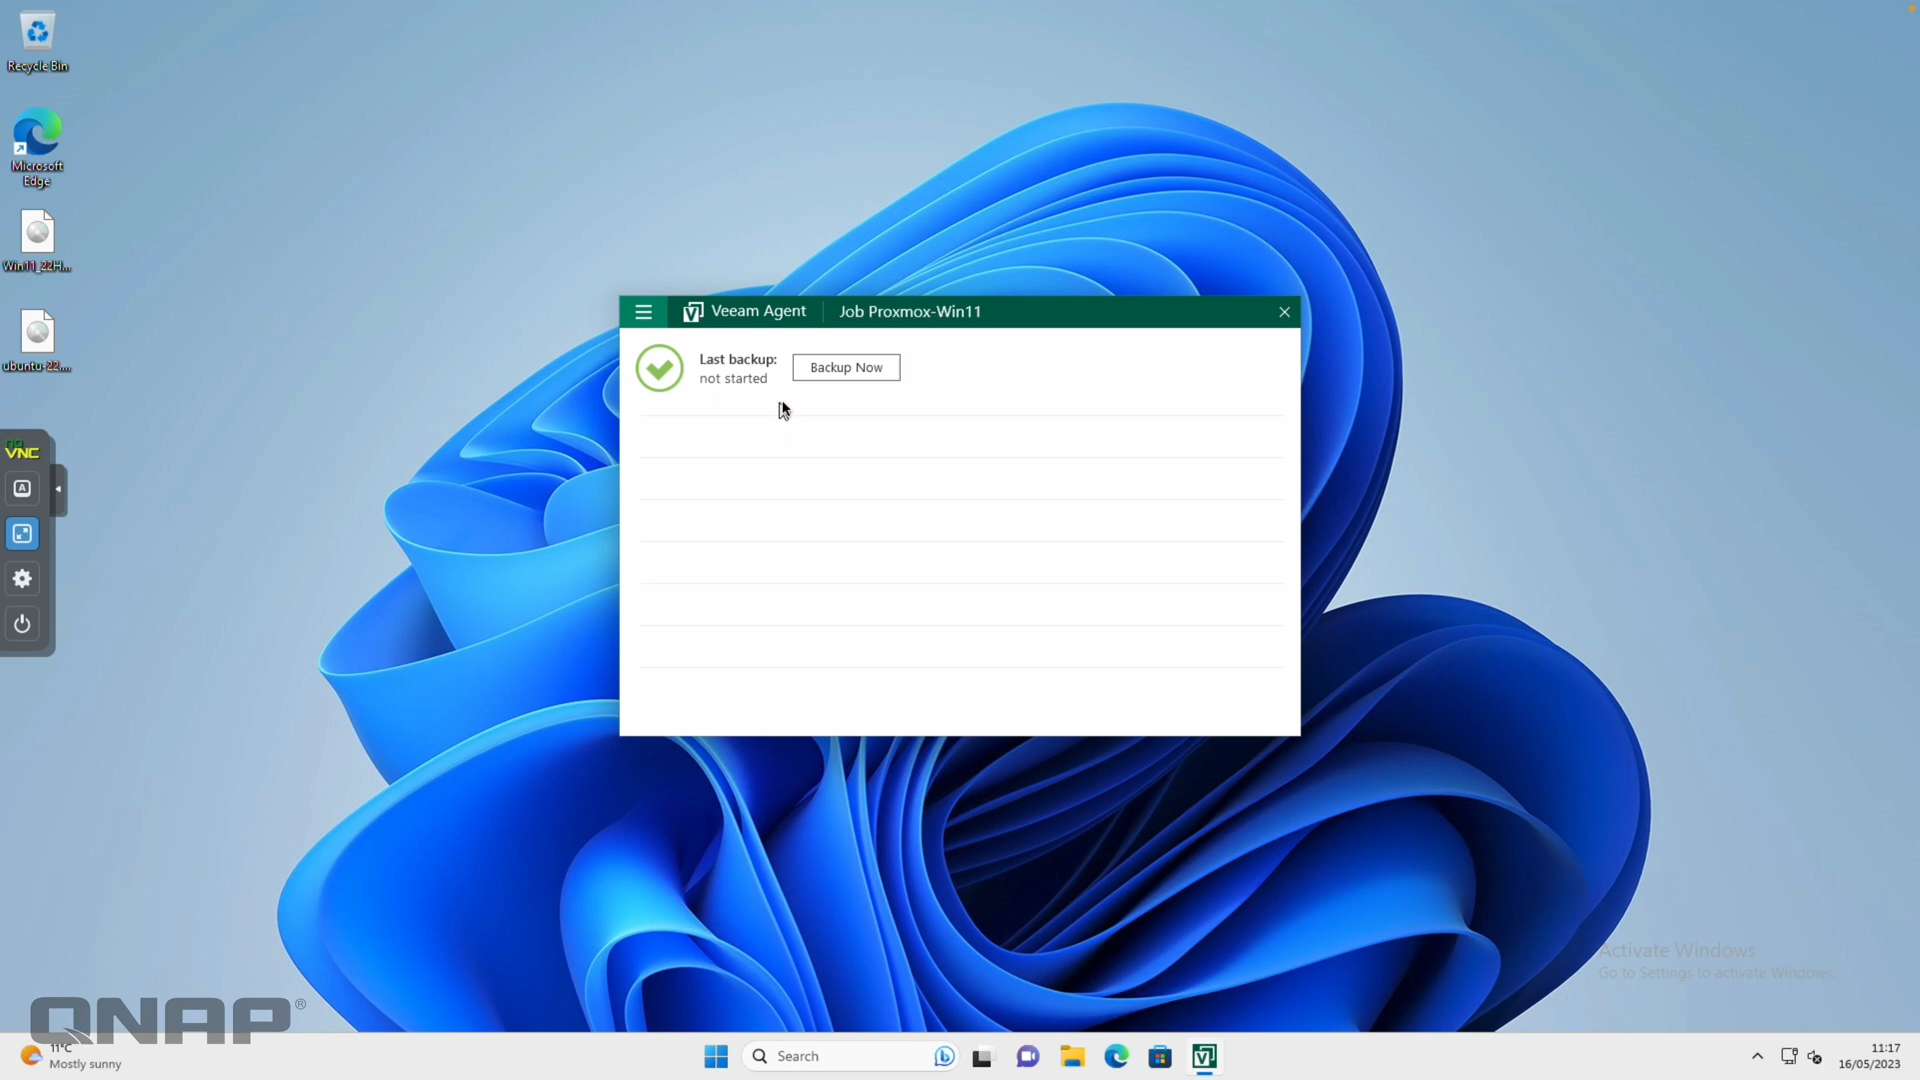 Recycle Bin
Microsoft
Edge
Win11_22H...
ubuntu-22....
no
VNC
A
Veeam Agent
Job Proxmox-Win11
Last backup:
not started
Backup Now
Activate Windows
Go to Settings to activate Windows.
QNAP®
11°C
Mostly sunny
Search
11:17
16/05/2023